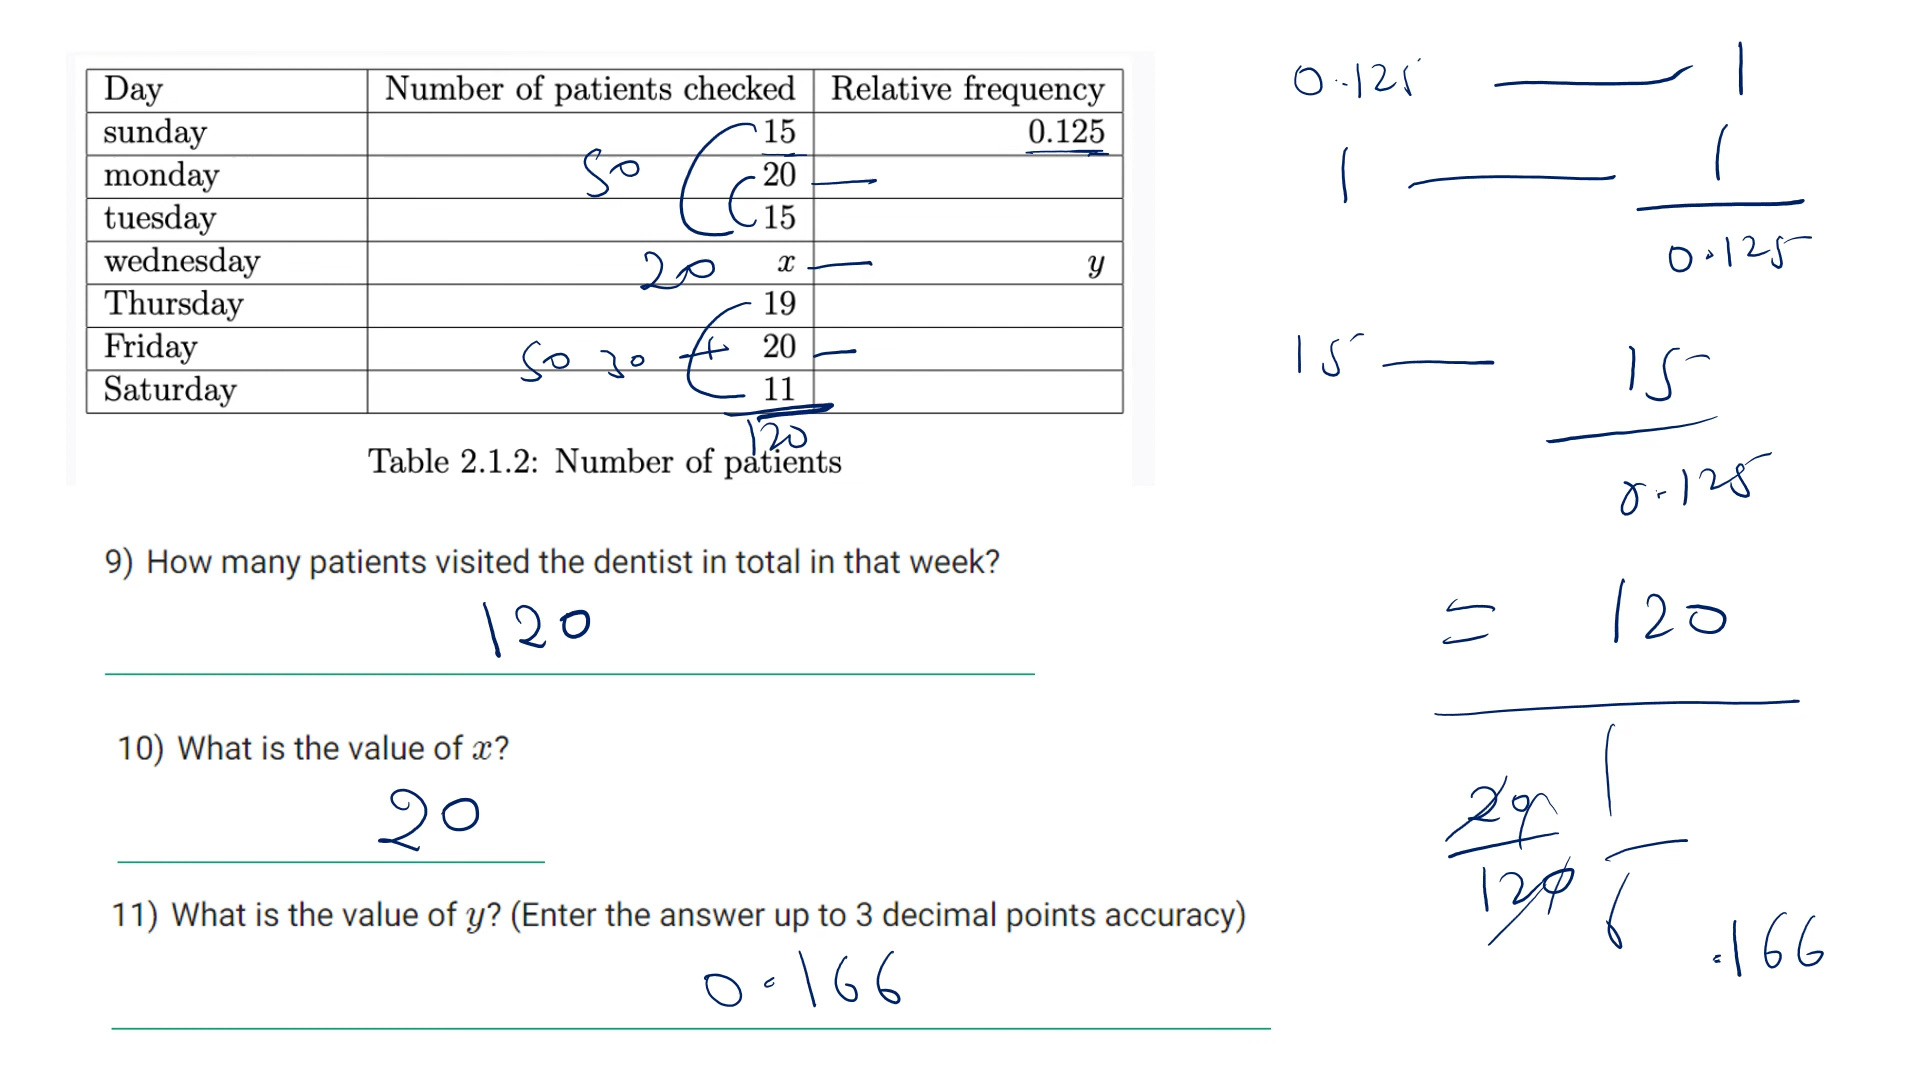 Day Number of patients checked Relative frequency
sunday 15 0.125
monday 20
tuesday 15
50
wednesday x y
20
Thursday 19
Friday 20
50 30 +
Saturday 11
120
Table 2.1.2: Number of patients
9) How many patients visited the dentist in total in that week?
120
10) What is the value of x?
20
11) What is the value of y? (Enter the answer up to 3 decimal points accuracy)
0.166
0.125 — 1
1 — 1
0.125
15 — 15
0.125
= 120
20 1
120 6
.166